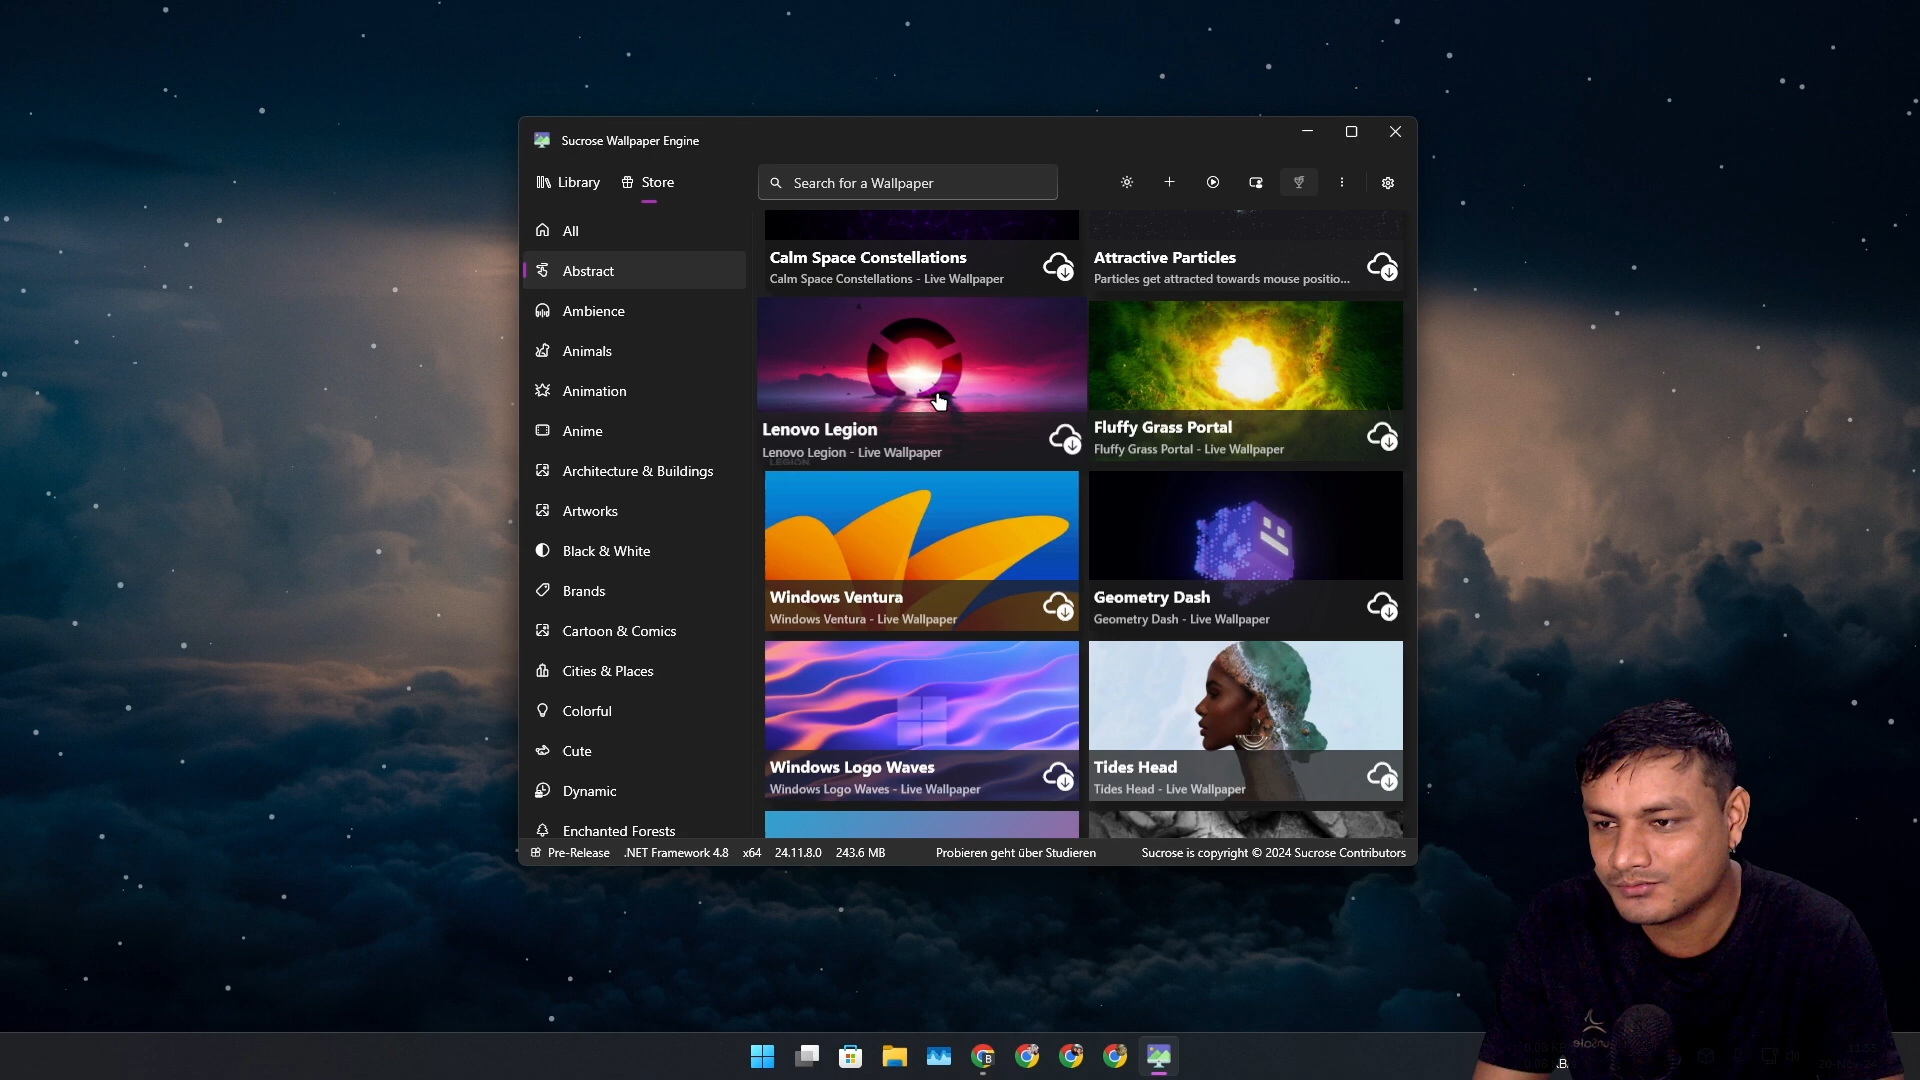 Sucrose Wallpaper Engine
Library
Store
Search for a Wallpaper
All
Abstract
Ambience
Animals
Animation
Anime
Architecture & Buildings
Artworks
Black & White
Brands
Cartoon & Comics
Cities & Places
Colorful
Cute
Dynamic
Enchanted Forests
Calm Space Constellations
Calm Space Constellations - Live Wallpaper
Attractive Particles
Particles get attracted towards mouse positio...
Lenovo Legion
Lenovo Legion - Live Wallpaper
LEGION
Fluffy Grass Portal
Fluffy Grass Portal - Live Wallpaper
Windows Ventura
Windows Ventura - Live Wallpaper
Geometry Dash
Geometry Dash - Live Wallpaper
Windows Logo Waves
Windows Logo Waves - Live Wallpaper
Tides Head
Tides Head - Live Wallpaper
Pre-Release .NET Framework 4.8 x64 24.11.8.0 243.6 MB Probieren geht über Studieren Sucrose is copyright © 2024 Sucrose Contributors
B